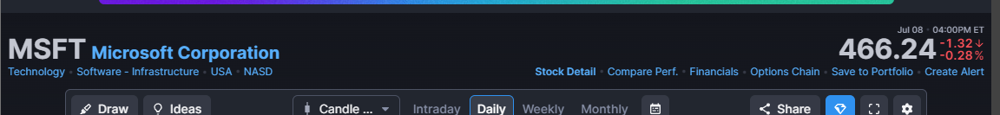 Jul 08 • 04:00PM ET
MSFT Microsoft Corporation 466.24 -1.32↓
-0.28%
Technology • Software - Infrastructure • USA • NASD
Stock Detail • Compare Perf. • Financials • Options Chain • Save to Portfolio • Create Alert
Draw Ideas Candle ... Intraday Daily Weekly Monthly Share